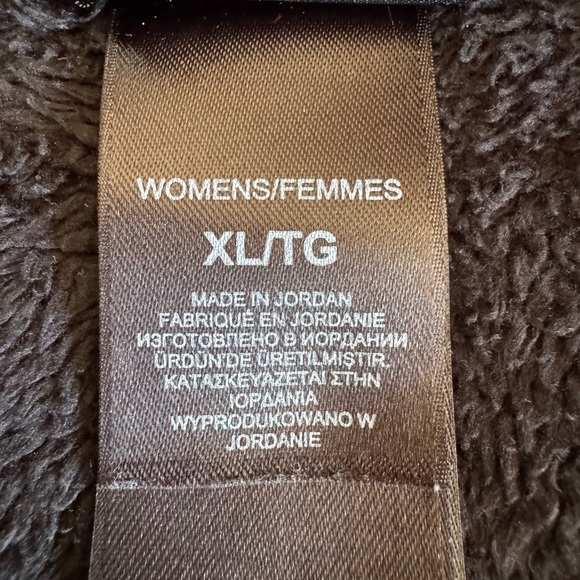 WOMENS/FEMMES
XL/TG
MADE IN JORDAN
FABRIQUE EN JORDANIE
ИЗГОТОВЛЕНО В ИОРДАНИИ
ÜRDÜN'DE ÜRETILMISTIR.
ΚΑΤΑΣΚΕΥΑΖΕΤΑΙ ΣΤΗΝ
ΙΟΡΔΑΝΙΑ
WYPRODUKOWANO W
JORDANIE